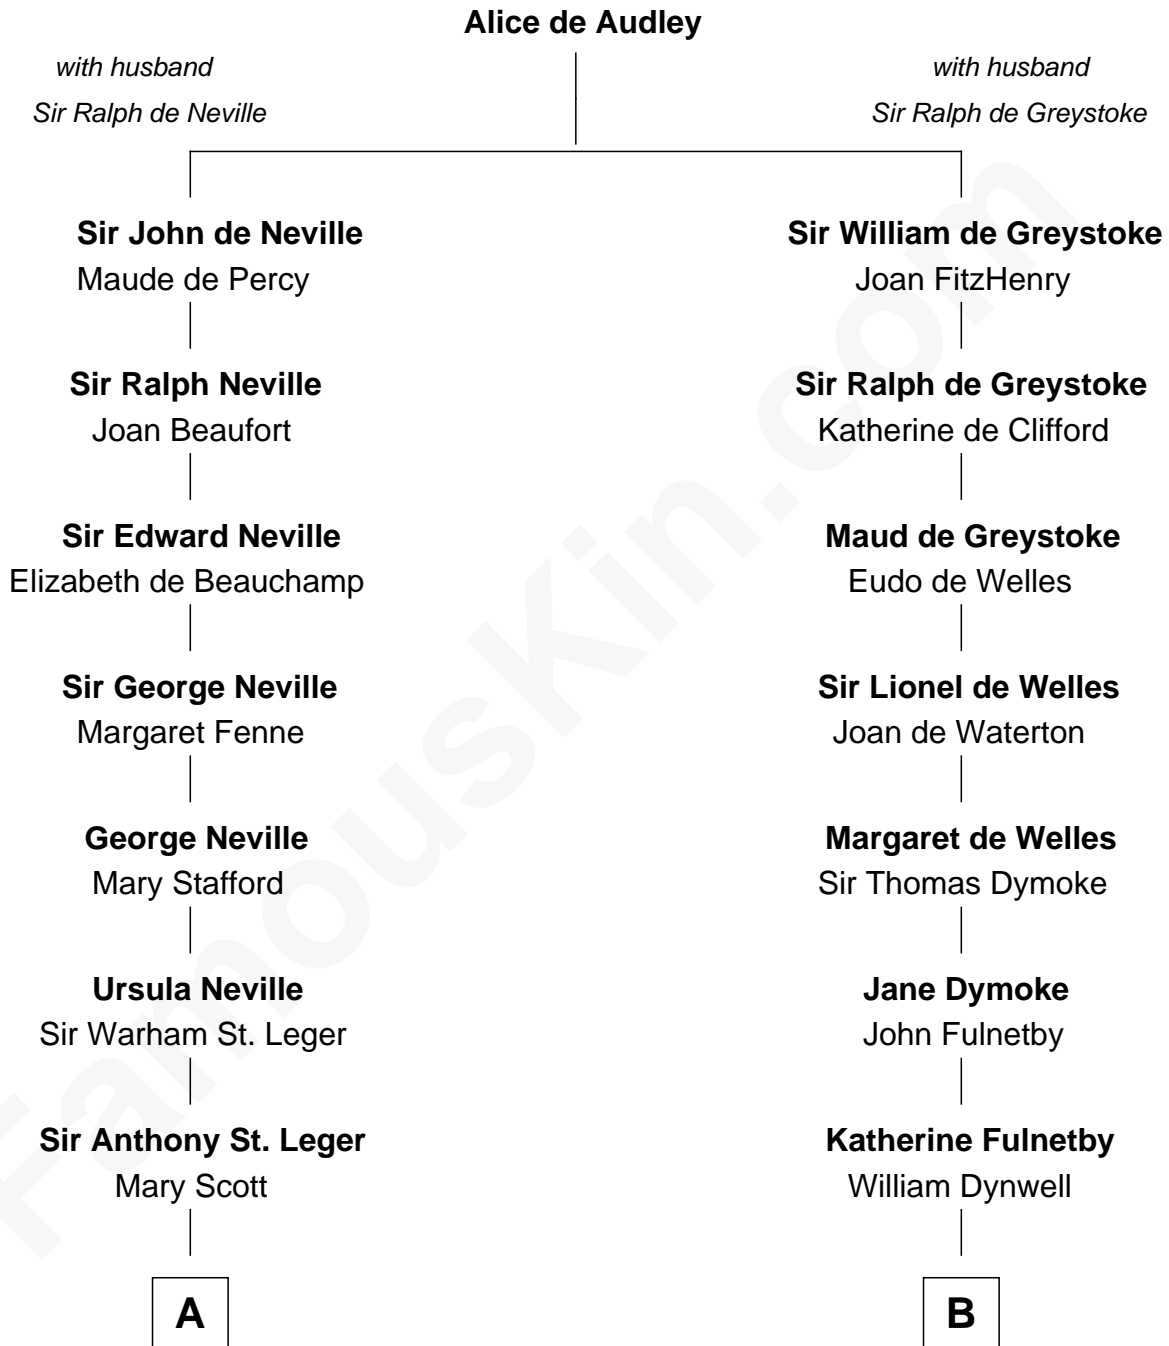 Alice de Audley
with husband
Sir Ralph de Neville
with husband
Sir Ralph de Greystoke
Sir John de Neville
Maude de Percy
Sir William de Greystoke
Joan FitzHenry
Sir Ralph Neville
Joan Beaufort
Sir Ralph de Greystoke
Katherine de Clifford
Sir Edward Neville
Elizabeth de Beauchamp
Maud de Greystoke
Eudo de Welles
Sir George Neville
Margaret Fenne
Sir Lionel de Welles
Joan de Waterton
George Neville
Mary Stafford
Margaret de Welles
Sir Thomas Dymoke
Ursula Neville
Sir Warham St. Leger
Jane Dymoke
John Fulnetby
Sir Anthony St. Leger
Mary Scott
Katherine Fulnetby
William Dynwell
A
B
FamousKin.com